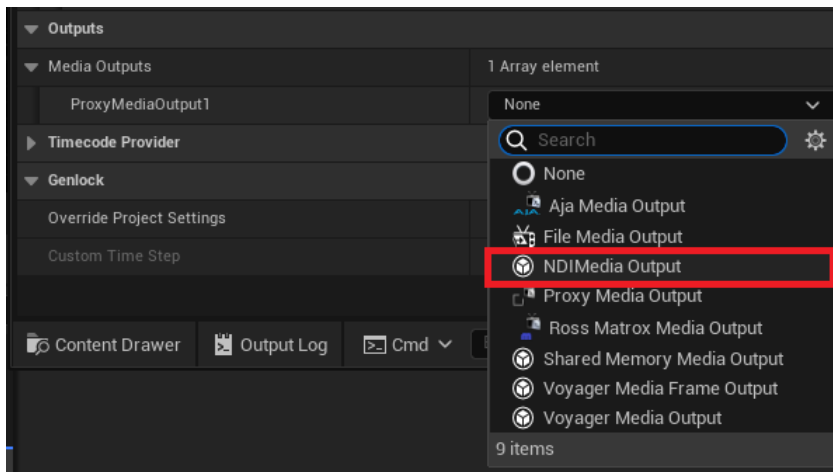 Outputs
Media Outputs 1 Array element
ProxyMediaOutput1 None
Search
Timecode Provider
None
Genlock
Aja Media Output
Override Project Settings
File Media Output
Custom Time Step
NDIMedia Output
Proxy Media Output
Ross Matrox Media Output
Content Drawer Output Log Cmd
Shared Memory Media Output
Voyager Media Frame Output
Voyager Media Output
9 items